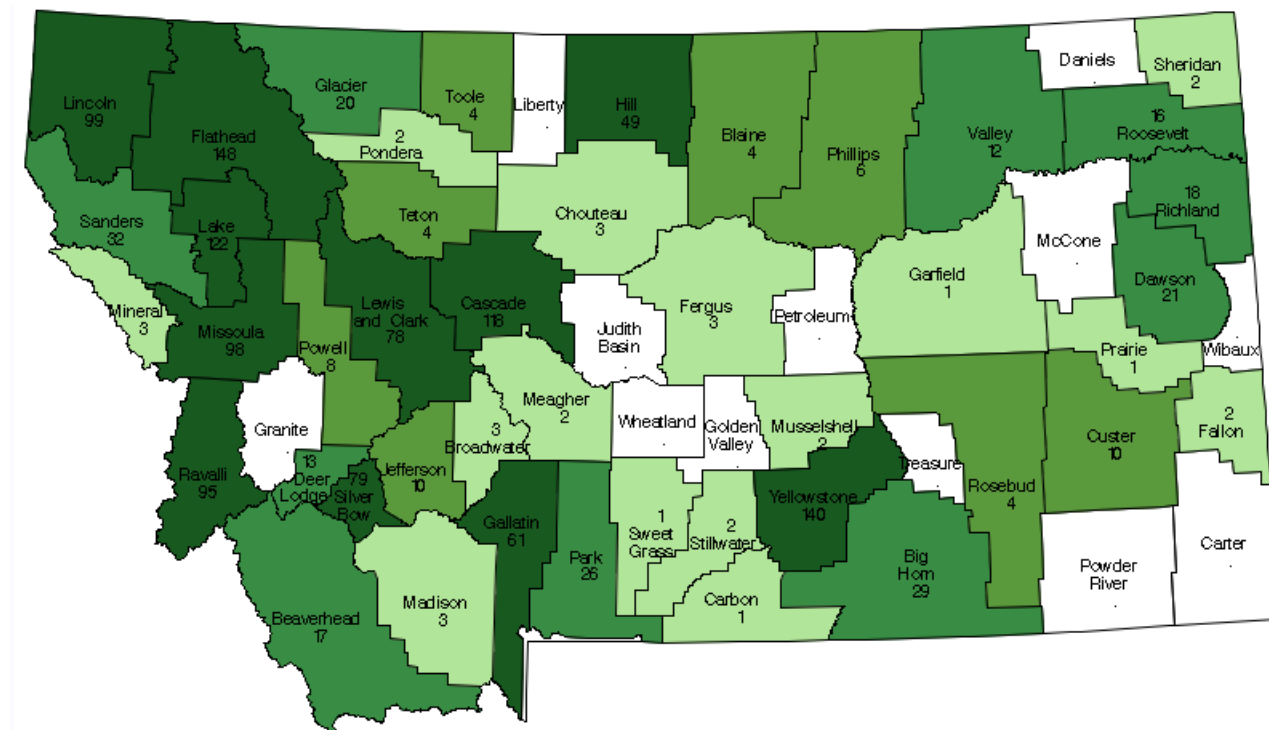 Lincoln
99
Flathead
148
Glacier
20
Toole
4
Liberty
.
Hill
49
Blaine
4
Phillips
6
Valley
12
Daniels
.
Sheridan
2
16
Roosevelt
2
Pondera
18
Richland
Sanders
32
Lake
122
Teton
4
Chouteau
3
McCone
.
Dawson
21
Garfield
1
Mineral
3
Missoula
98
Powell
8
Lewis
and Clark
78
Cascade
118
Judith
Basin
.
Fergus
3
Petroleum
.
Prairie
1
Wibaux
.
Granite
.
Meagher
2
Wheatland
.
Golden
Valley
.
Musselshell
2
Treasure
.
Custer
10
2
Fallon
3
Broadwater
Ravalli
95
13
Deer
Lodge
79
Silver
Bow
Jefferson
10
Gallatin
61
Park
26
1
Sweet
Grass
2
Stillwater
Yellowstone
140
Rosebud
4
Big
Horn
29
Powder
River
.
Carter
.
Beaverhead
17
Madison
3
Carbon
1